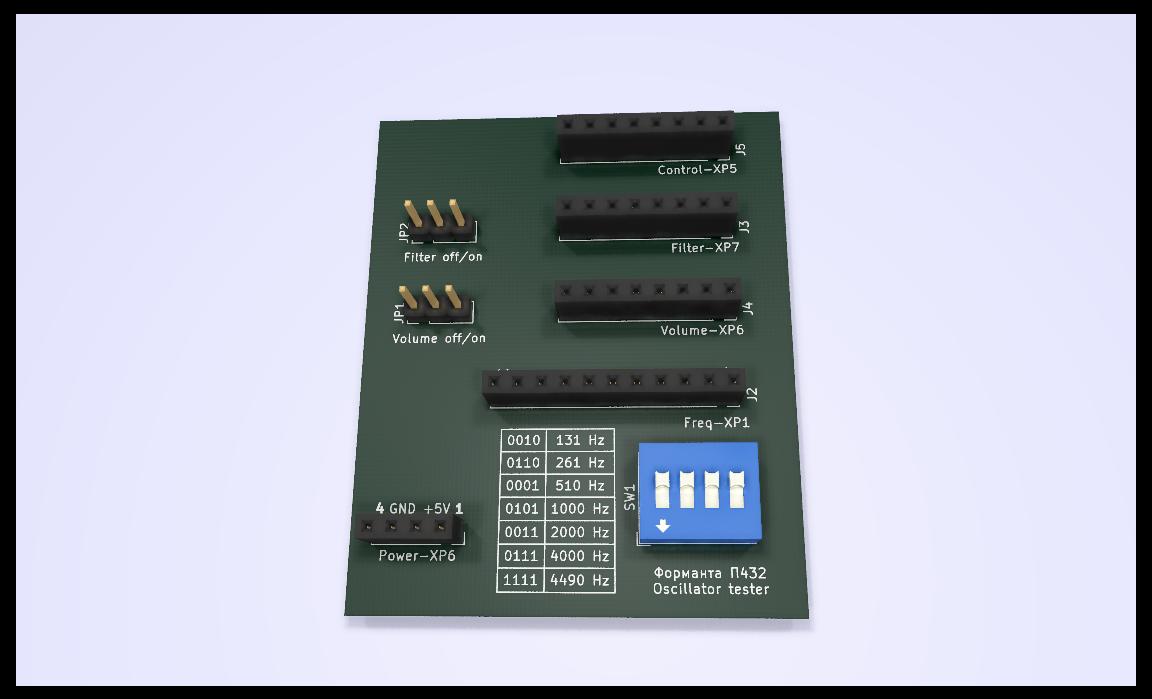 J5
Control-XP5
JP2
Filter off/on
J3
Filter-XP7
JP1
Volume off/on
J4
Volume-XP6
J2
Freq-XP1
0010 131 Hz
0110 261 Hz
0001 510 Hz
0101 1000 Hz
0011 2000 Hz
0111 4000 Hz
1111 4490 Hz
SW1
4 GND +5V 1
Power-XP6
Форманта П432
Oscillator tester